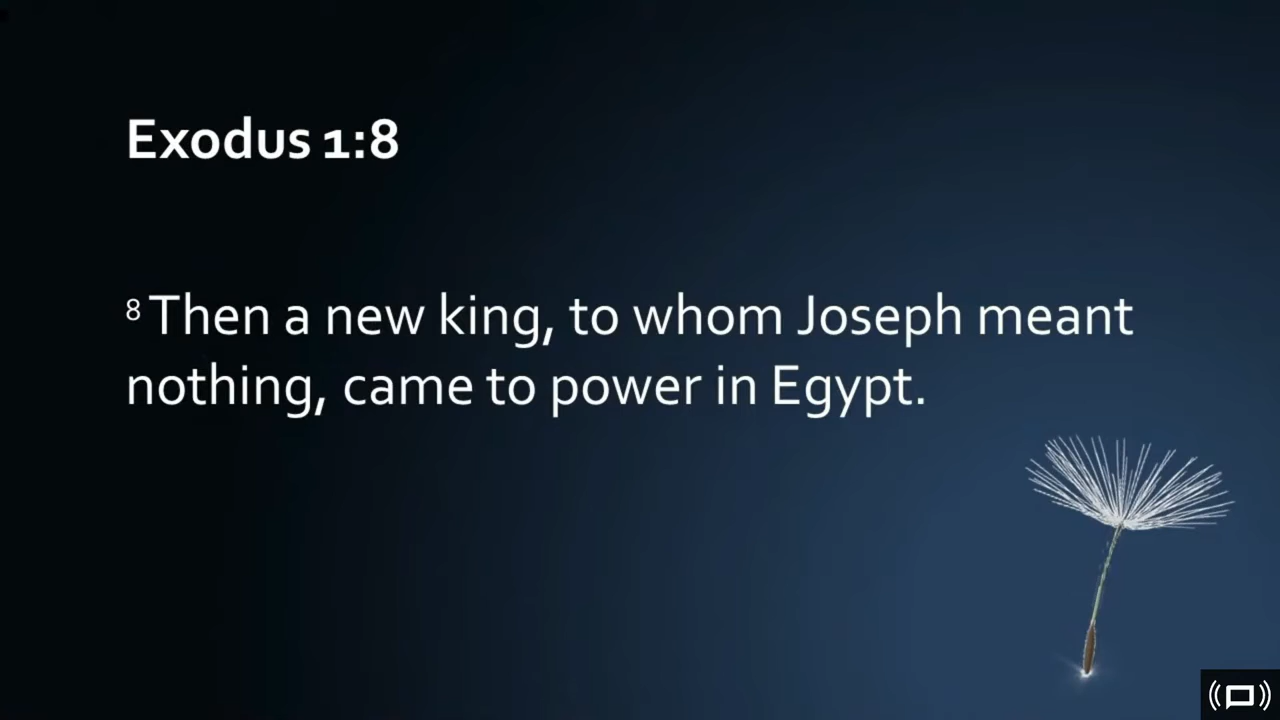 Exodus 1:8
8 Then a new king, to whom Joseph meant
nothing, came to power in Egypt.